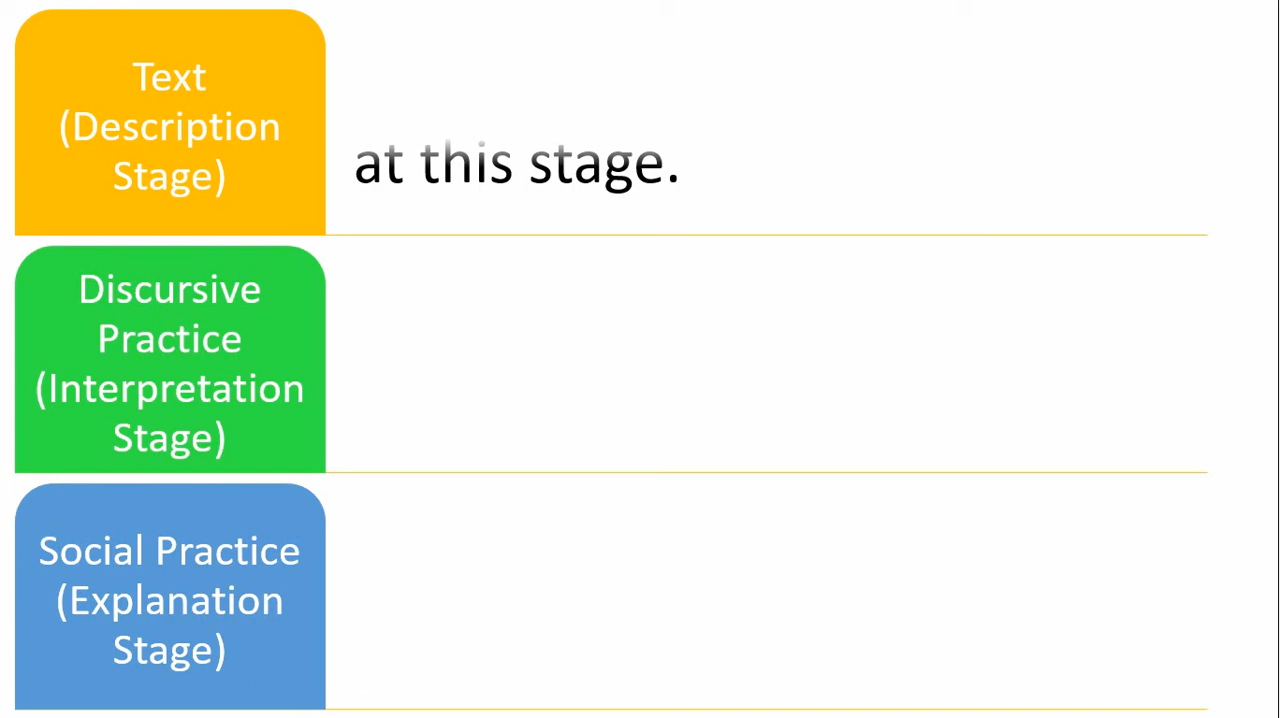 Text
(Description
Stage)
at this stage.
Discursive
Practice
(Interpretation
Stage)
Social Practice
(Explanation
Stage)